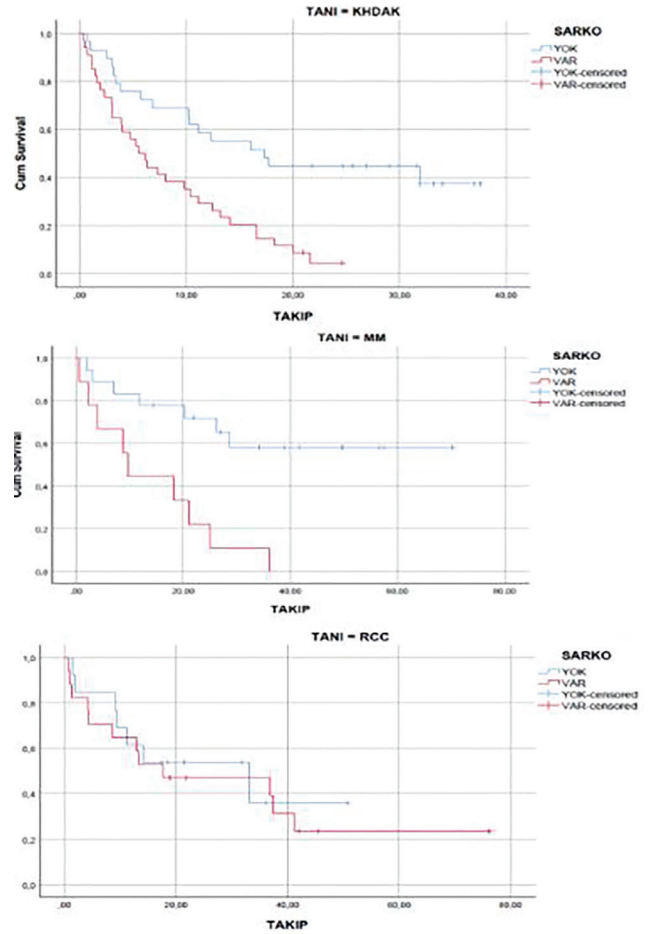 TANI = KHDAK
SARKO
YOK
VAR
YOK-censored
VAR-censored
Cum Survival
1,0
0,8
0,6
0,4
0,2
0,0
,00 10,00 20,00 30,00 40,00
TAKIP
TANI = MM
SARKO
YOK
VAR
YOK-censored
VAR-censored
Cum Survival
1,0
0,8
0,6
0,4
0,2
0,0
,00 20,00 40,00 60,00 80,00
TAKIP
TANI = RCC
SARKO
YOK
VAR
YOK-censored
VAR-censored
1,0
0,8
0,6
0,4
0,2
0,0
,00 20,00 40,00 60,00 80,00
TAKIP